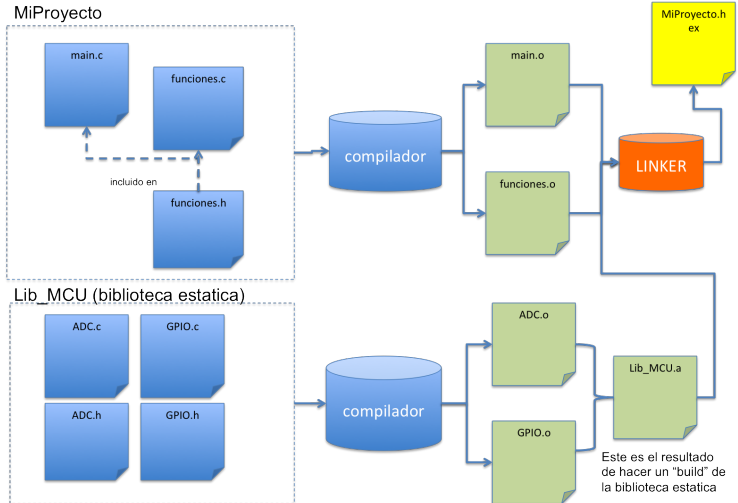 MiProyecto
main.c
funciones.c
incluido en
funciones.h
compilador
main.o
funciones.o
LINKER
MiProyecto.h
ex
Lib_MCU (biblioteca estatica)
ADC.c
GPIO.c
ADC.h
GPIO.h
compilador
ADC.o
GPIO.o
Lib_MCU.a
Este es el resultado
de hacer un “build” de
la biblioteca estatica